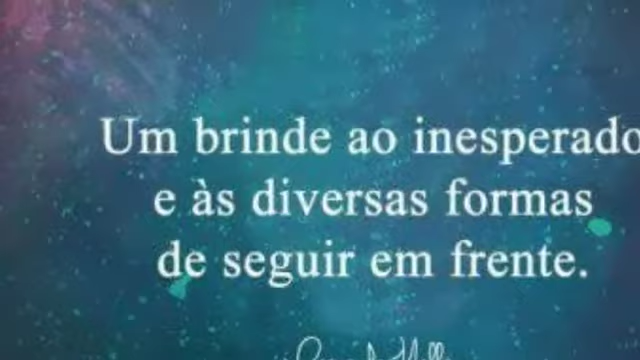 Um brinde ao inesperado
e às diversas formas
de seguir em frente.